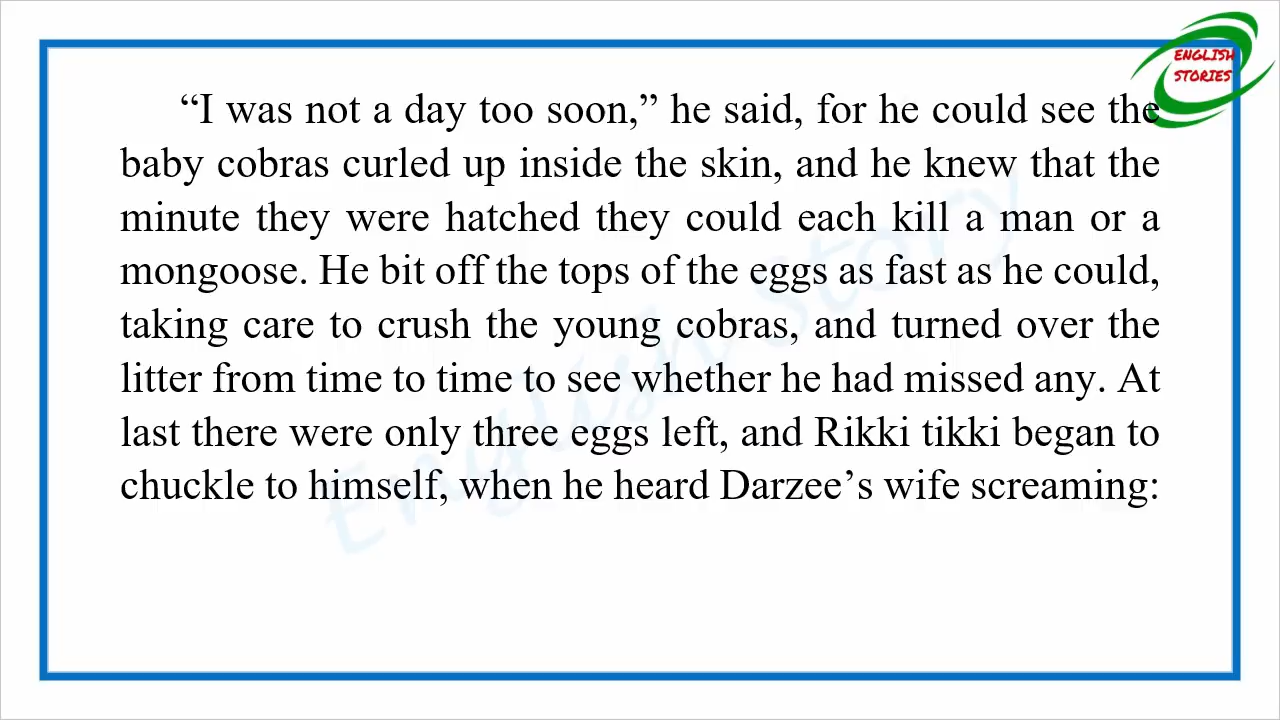 ENGLISH
STORIES
“I was not a day too soon,” he said, for he could see the
baby cobras curled up inside the skin, and he knew that the
minute they were hatched they could each kill a man or a
mongoose. He bit off the tops of the eggs as fast as he could,
taking care to crush the young cobras, and turned over the
litter from time to time to see whether he had missed any. At
last there were only three eggs left, and Rikki tikki began to
chuckle to himself, when he heard Darzee’s wife screaming:
English Story